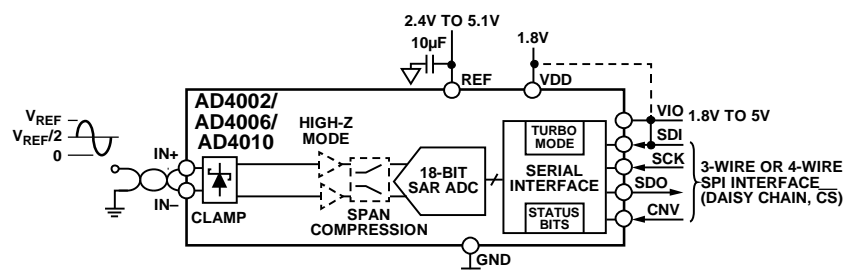 2.4V TO 5.1V
10µF
1.8V
REF
VDD
AD4002/
AD4006/
AD4010
HIGH-Z
MODE
VREF
VREF/2
0
IN+
IN−
CLAMP
SPAN
COMPRESSION
18-BIT
SAR ADC
TURBO
MODE
SERIAL
INTERFACE
STATUS
BITS
VIO
1.8V TO 5V
SDI
SCK
SDO
CNV
3-WIRE OR 4-WIRE
SPI INTERFACE
(DAISY CHAIN, CS)
GND